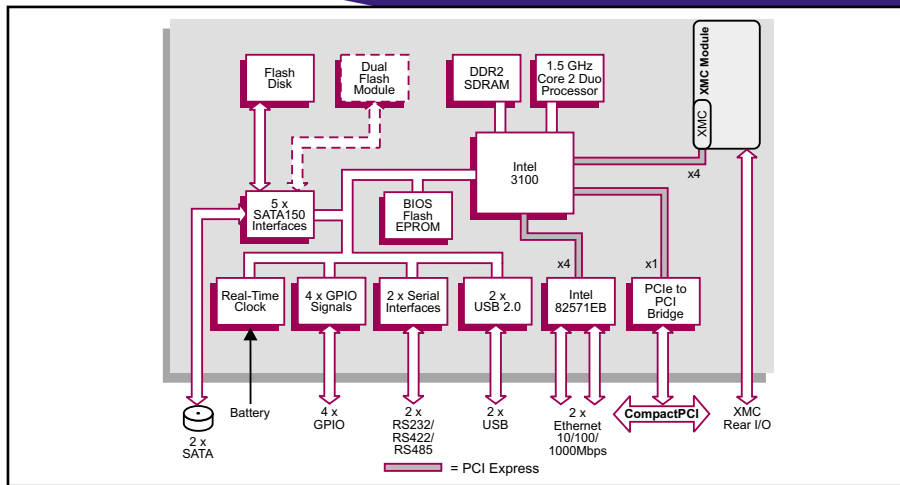 Flash
Disk
Dual
Flash
Module
DDR2
SDRAM
1.5 GHz
Core 2 Duo
Processor
XMC Module
XMC
x4
Intel
3100
5 x
SATA150
Interfaces
BIOS
Flash
EPROM
x4
x1
Real-Time
Clock
4 x GPIO
Signals
2 x Serial
Interfaces
2 x
USB 2.0
Intel
82571EB
PCIe to
PCI
Bridge
2 x
SATA
Battery
4 x
GPIO
2 x
RS232/
RS422/
RS485
2 x
USB
2 x
Ethernet
10/100/
1000Mbps
CompactPCI
XMC
Rear I/O
= PCI Express